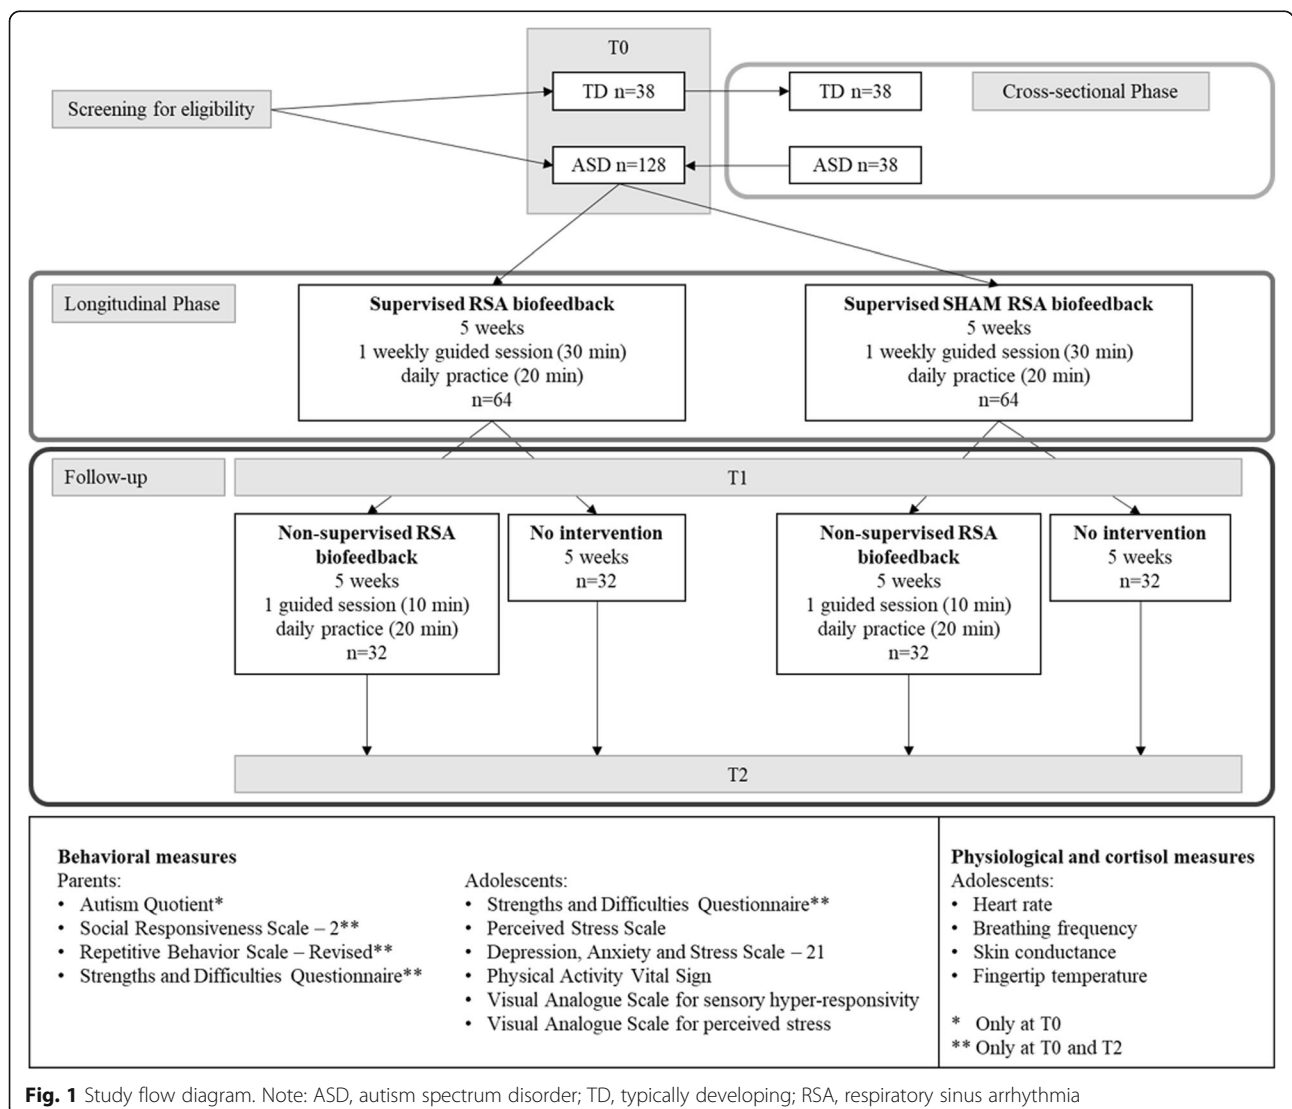 T0
TD n=38
TD n=38
Cross-sectional Phase
Screening for eligibility
ASD n=128
ASD n=38
Longitudinal Phase
Supervised RSA biofeedback
5 weeks
1 weekly guided session (30 min)
daily practice (20 min)
n=64
Supervised SHAM RSA biofeedback
5 weeks
1 weekly guided session (30 min)
daily practice (20 min)
n=64
Follow-up
T1
Non-supervised RSA
biofeedback
5 weeks
1 guided session (10 min)
daily practice (20 min)
n=32
No intervention
5 weeks
n=32
Non-supervised RSA
biofeedback
5 weeks
1 guided session (10 min)
daily practice (20 min)
n=32
No intervention
5 weeks
n=32
T2
Behavioral measures
Parents:
• Autism Quotient*
• Social Responsiveness Scale – 2**
• Repetitive Behavior Scale – Revised**
• Strengths and Difficulties Questionnaire**
Adolescents:
• Strengths and Difficulties Questionnaire**
• Perceived Stress Scale
• Depression, Anxiety and Stress Scale – 21
• Physical Activity Vital Sign
• Visual Analogue Scale for sensory hyper-responsivity
• Visual Analogue Scale for perceived stress
Physiological and cortisol measures
Adolescents:
• Heart rate
• Breathing frequency
• Skin conductance
• Fingertip temperature
* Only at T0
** Only at T0 and T2
Fig. 1 Study flow diagram. Note: ASD, autism spectrum disorder; TD, typically developing; RSA, respiratory sinus arrhythmia